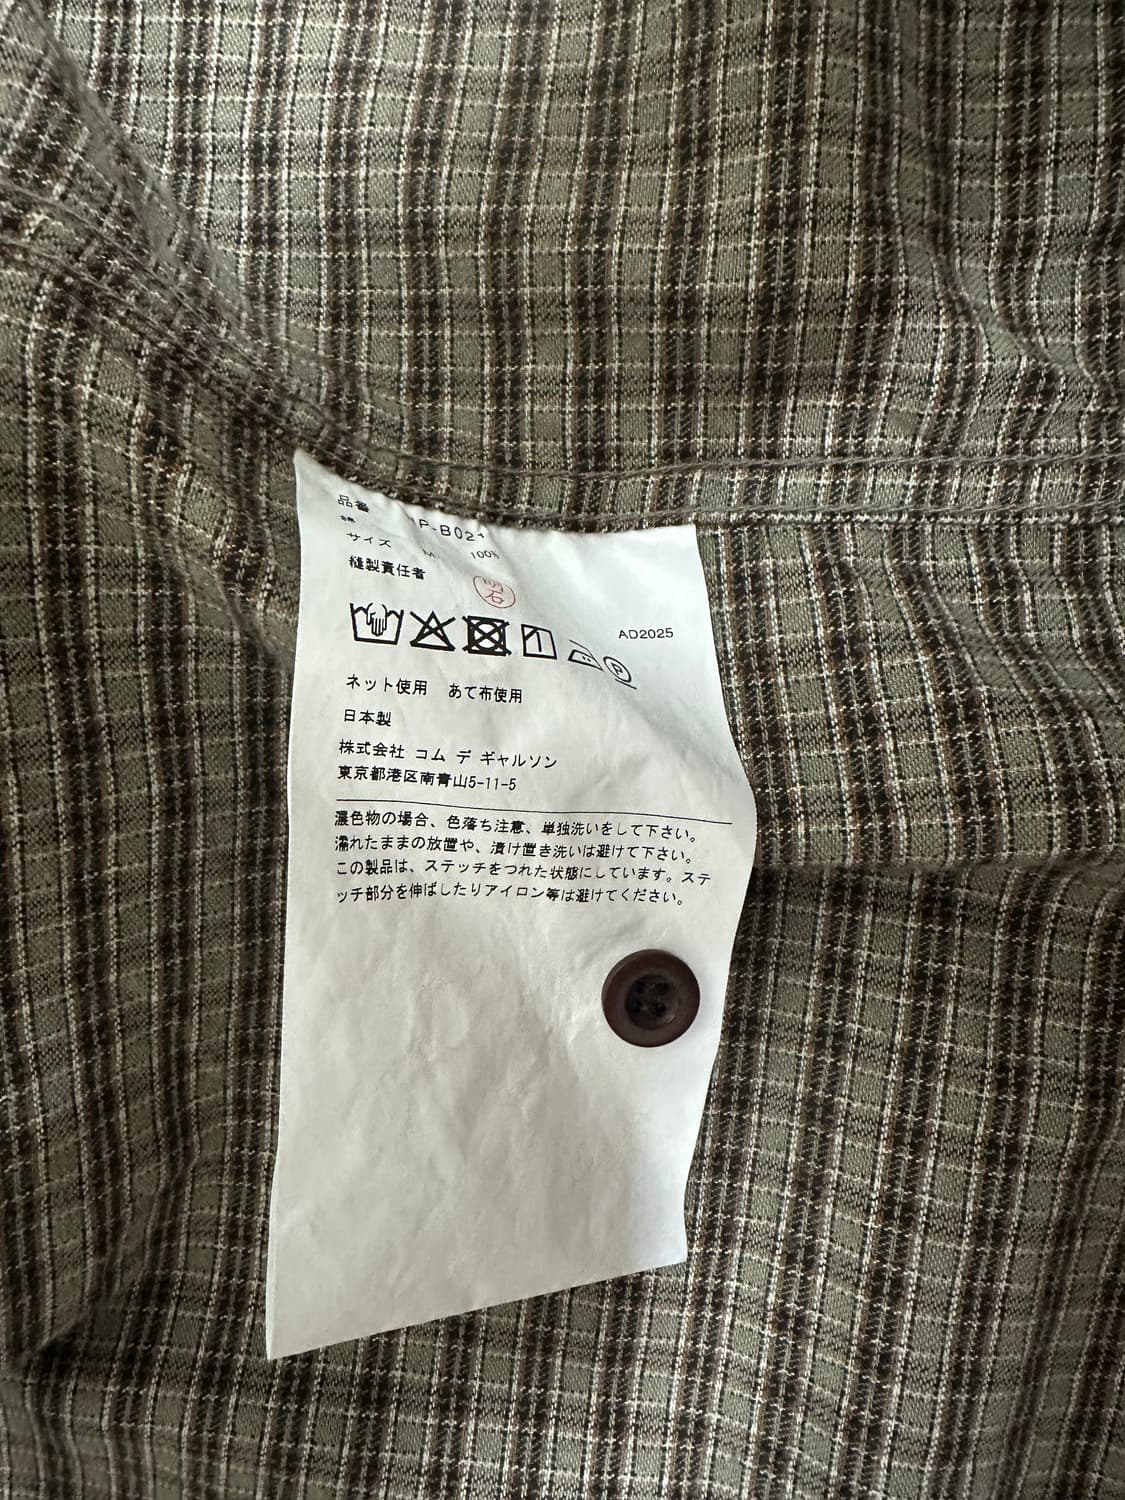 品番 P-B021
綿 100%
サイズ M
縫製責任者 明石
AD2025
ネット使用 あて布使用
日本製
株式会社 コム デ ギャルソン
東京都港区南青山5-11-5
濃色物の場合、色落ち注意、単独洗いをして下さい。
濡れたままの放置や、漬け置き洗いは避けて下さい。
この製品は、ステッチをつれた状態にしています。ステ
ッチ部分を伸ばしたりアイロン等は避けてください。